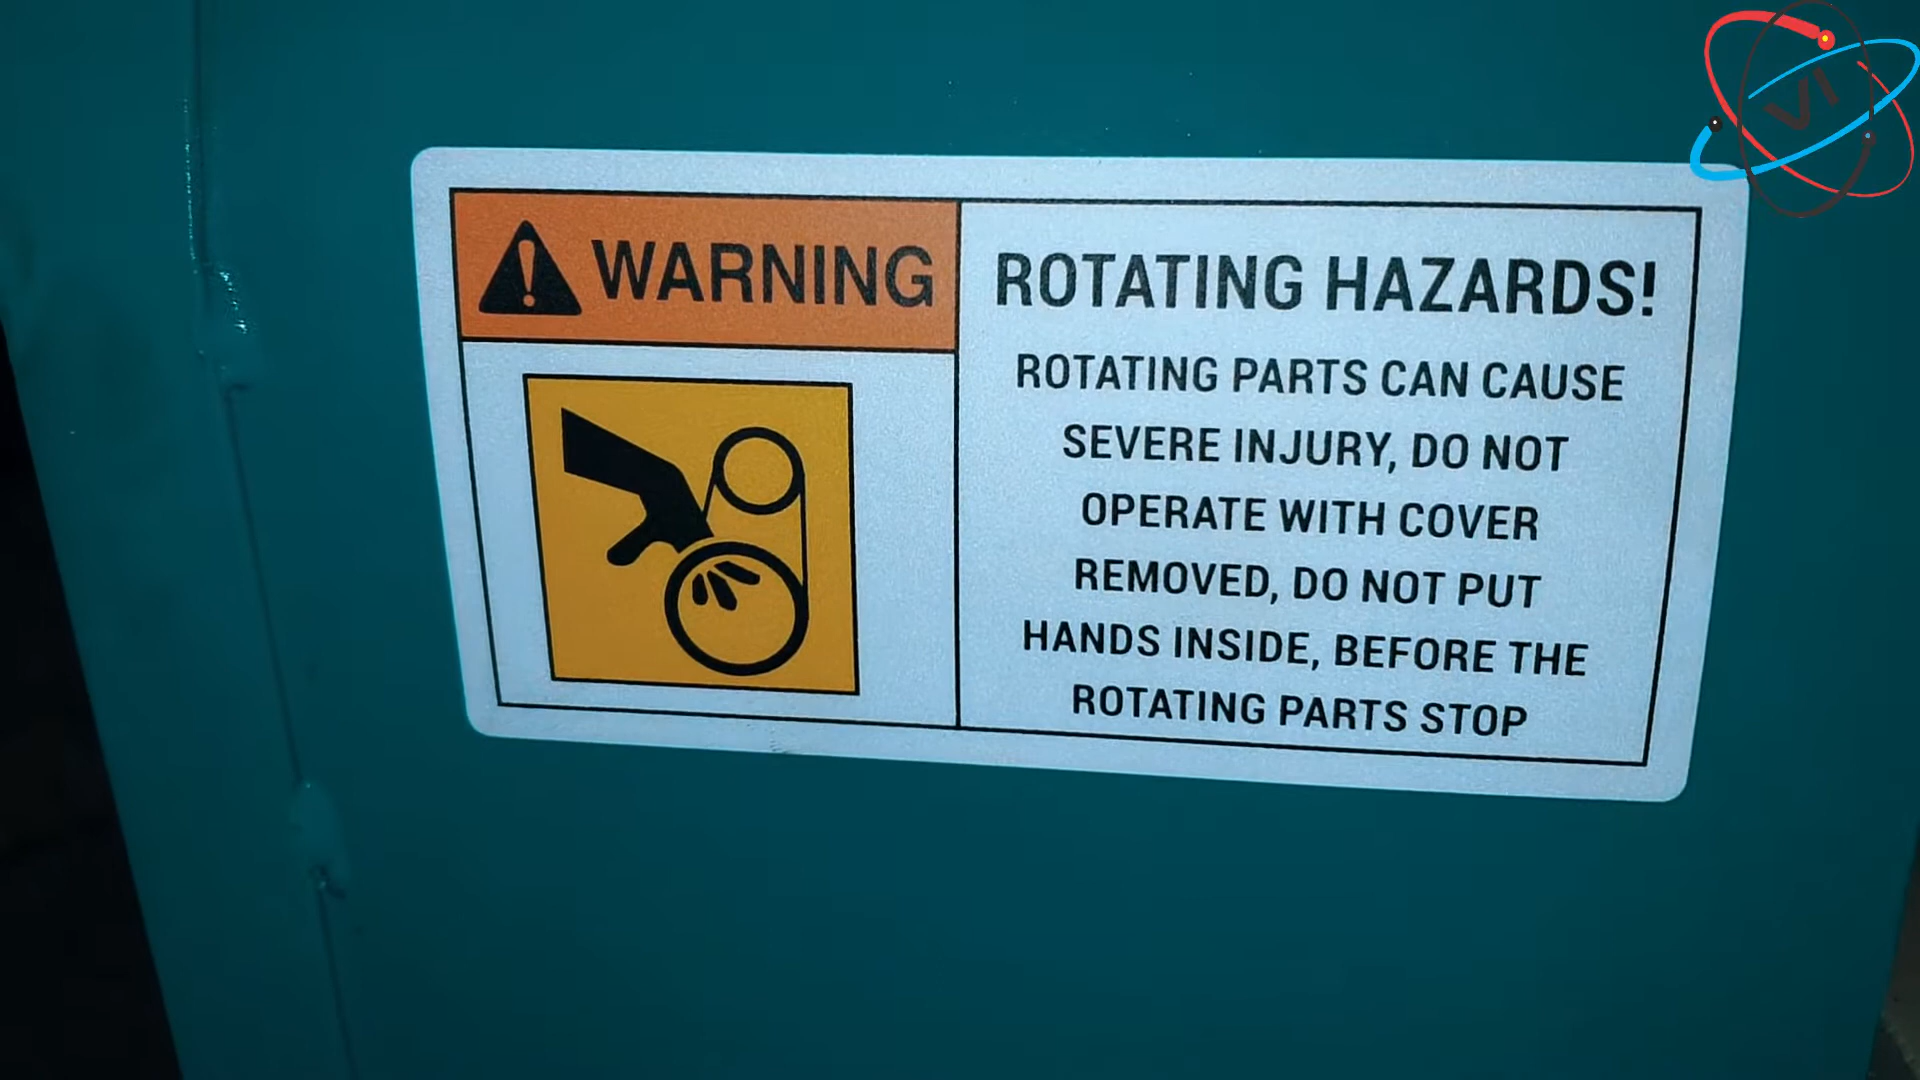 WARNING
ROTATING HAZARDS!
ROTATING PARTS CAN CAUSE
SEVERE INJURY, DO NOT
OPERATE WITH COVER
REMOVED, DO NOT PUT
HANDS INSIDE, BEFORE THE
ROTATING PARTS STOP
VI